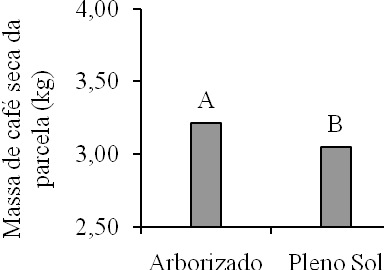 Massa de café seca da
parcela (kg)
4,00
3,50
3,00
2,50
A
B
Arborizado
Pleno Sol